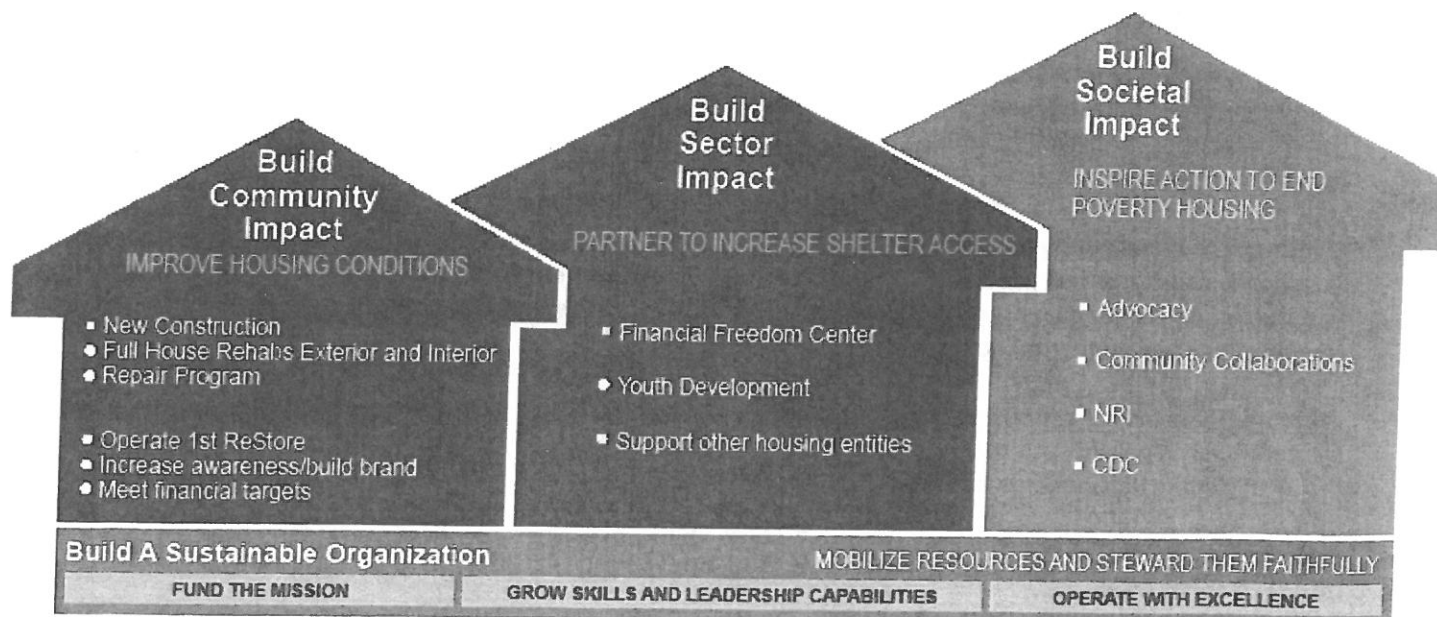 Build
Community
Impact
IMPROVE HOUSING CONDITIONS
▪ New Construction
● Full House Rehabs Exterior and Interior
● Repair Program
▪ Operate 1st ReStore
▪ Increase awareness/build brand
● Meet financial targets
Build
Sector
Impact
PARTNER TO INCREASE SHELTER ACCESS
▪ Financial Freedom Center
● Youth Development
▪ Support other housing entities
Build
Societal
Impact
INSPIRE ACTION TO END
POVERTY HOUSING
▪ Advocacy
▪ Community Collaborations
▪ NRI
▪ CDC
Build A Sustainable Organization
MOBILIZE RESOURCES AND STEWARD THEM FAITHFULLY
FUND THE MISSION
GROW SKILLS AND LEADERSHIP CAPABILITIES
OPERATE WITH EXCELLENCE